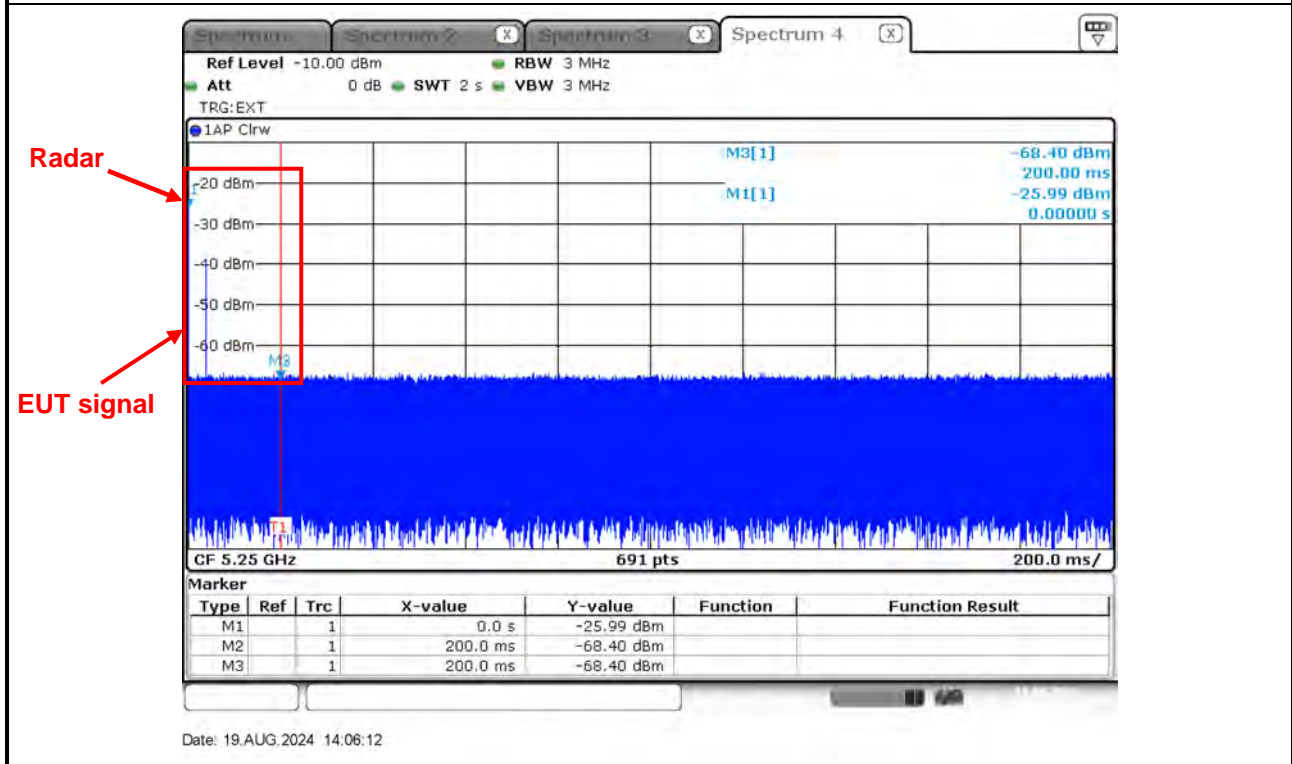 Spectrum Spectrum 2 X Spectrum 3 X Spectrum 4 X
Ref Level -10.00 dBm RBW 3 MHz
Att 0 dB SWT 2 s VBW 3 MHz
TRG:EXT
1AP Clrw
Radar
M3[1] -68.40 dBm
200.00 ms
-20 dBm
M1[1] -25.99 dBm
0.00000 s
-30 dBm
-40 dBm
-50 dBm
-60 dBm
M3
EUT signal
T1
CF 5.25 GHz 691 pts 200.0 ms/
Marker
Type Ref Trc X-value Y-value Function Function Result
M1 1 0.0 s -25.99 dBm
M2 1 200.0 ms -68.40 dBm
M3 1 200.0 ms -68.40 dBm
Date: 19.AUG.2024 14:06:12